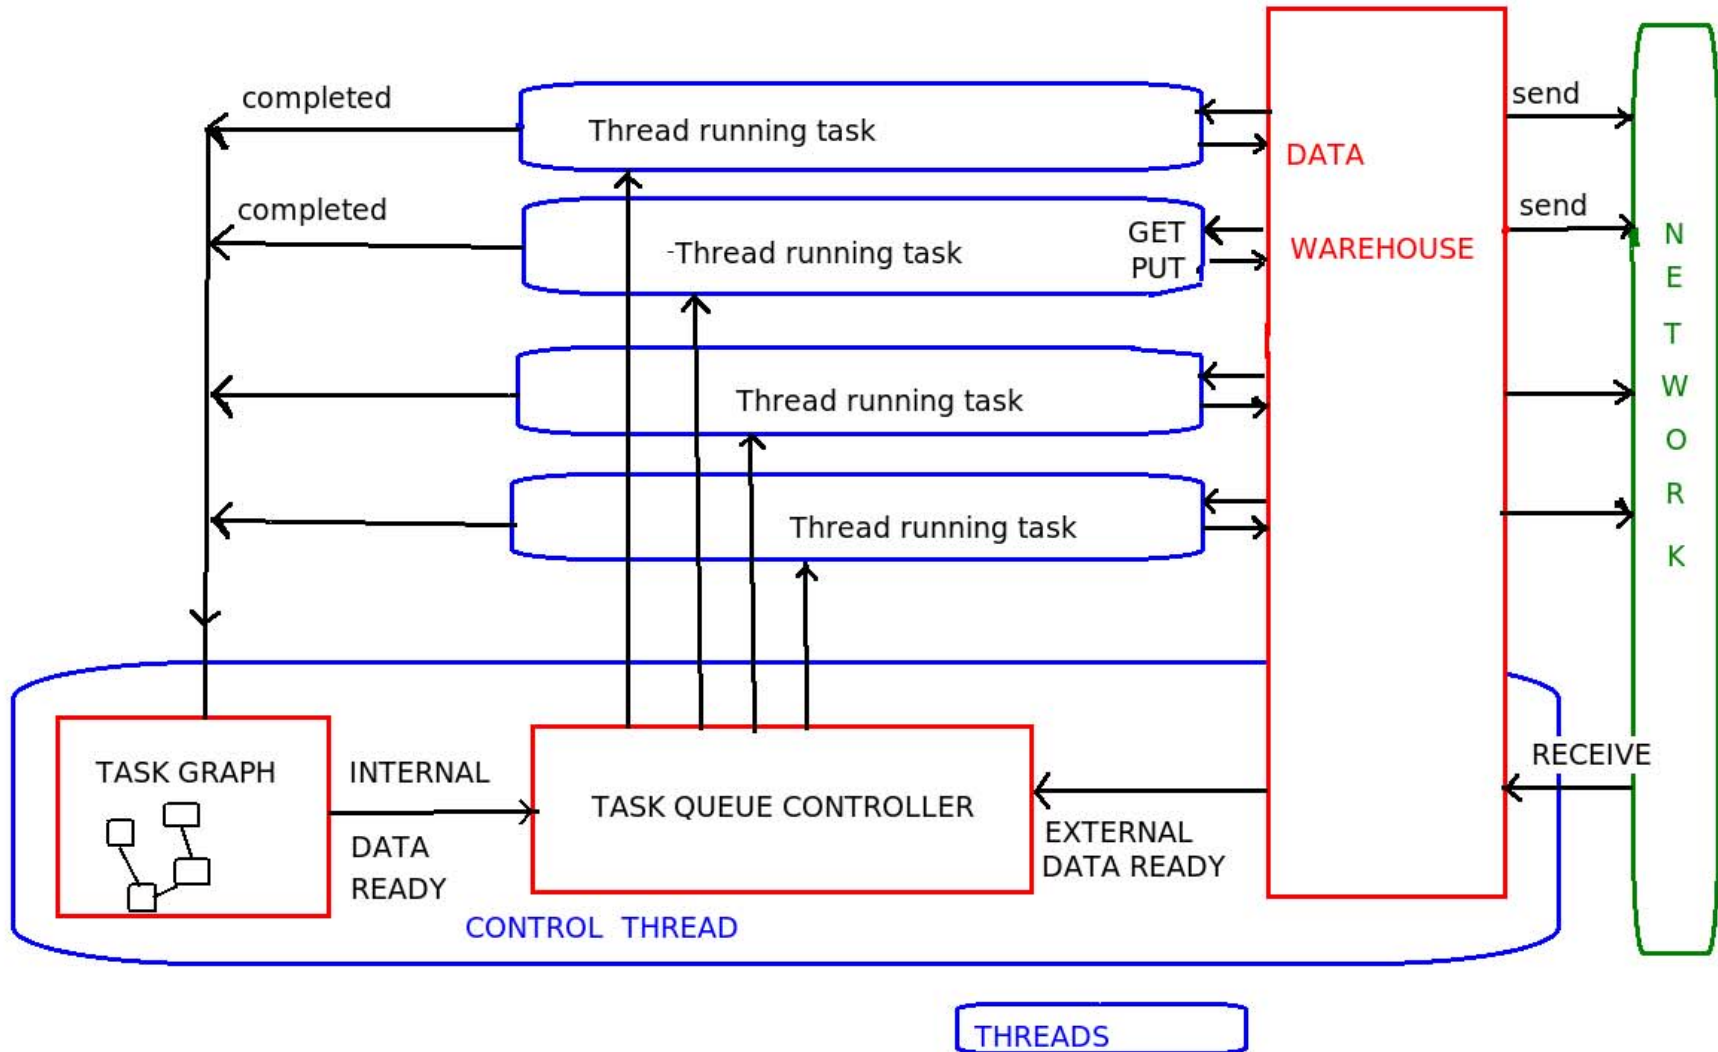 completed
Thread running task
send
DATA
completed
-Thread running task
GET
PUT
WAREHOUSE
send
N
E
T
W
O
R
K
Thread running task
Thread running task
TASK GRAPH
INTERNAL
DATA
READY
TASK QUEUE CONTROLLER
EXTERNAL
DATA READY
RECEIVE
CONTROL THREAD
THREADS